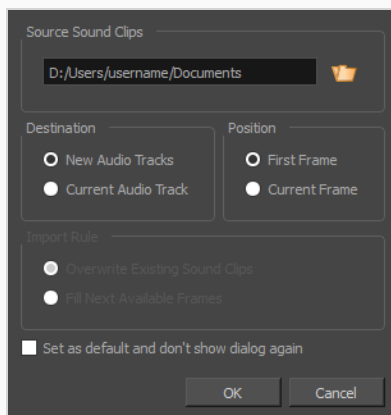 Source Sound Clips
D:/Users/username/Documents
Destination
Position
New Audio Tracks
First Frame
Current Audio Track
Current Frame
Import Rule
Overwrite Existing Sound Clips
Fill Next Available Frames
Set as default and don't show dialog again
OK
Cancel